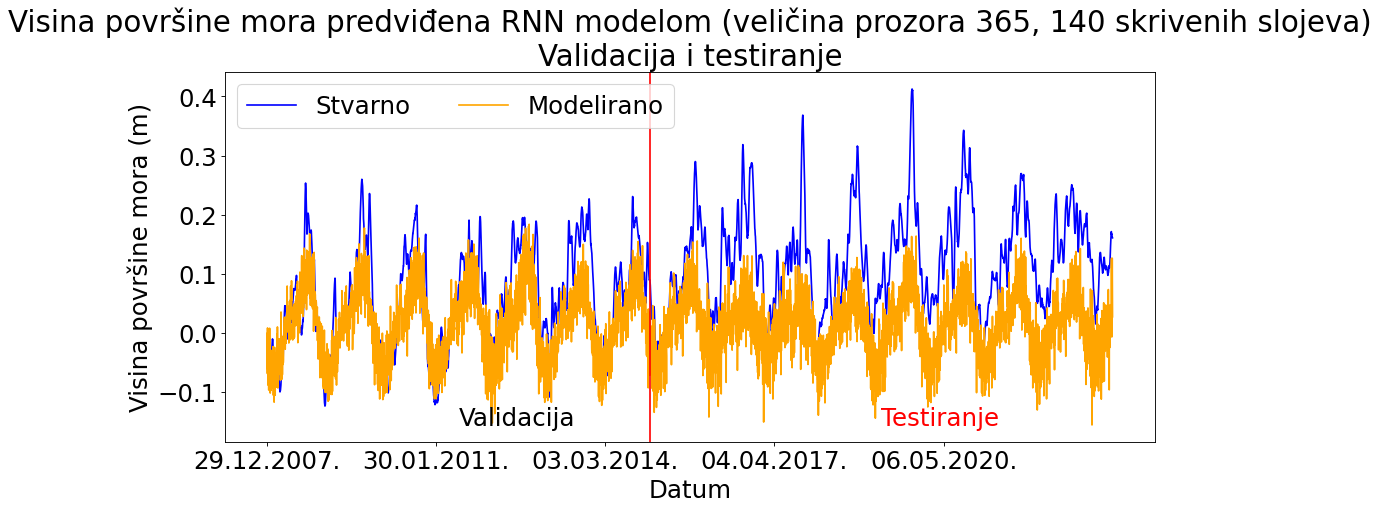 Visina površine mora predviđena RNN modelom (veličina prozora 365, 140 skrivenih slojeva)
Validacija i testiranje
Stvarno Modelirano
Visina površine mora (m)
0.4
0.3
0.2
0.1
0.0
−0.1
Validacija Testiranje
29.12.2007. 30.01.2011. 03.03.2014. 04.04.2017. 06.05.2020.
Datum